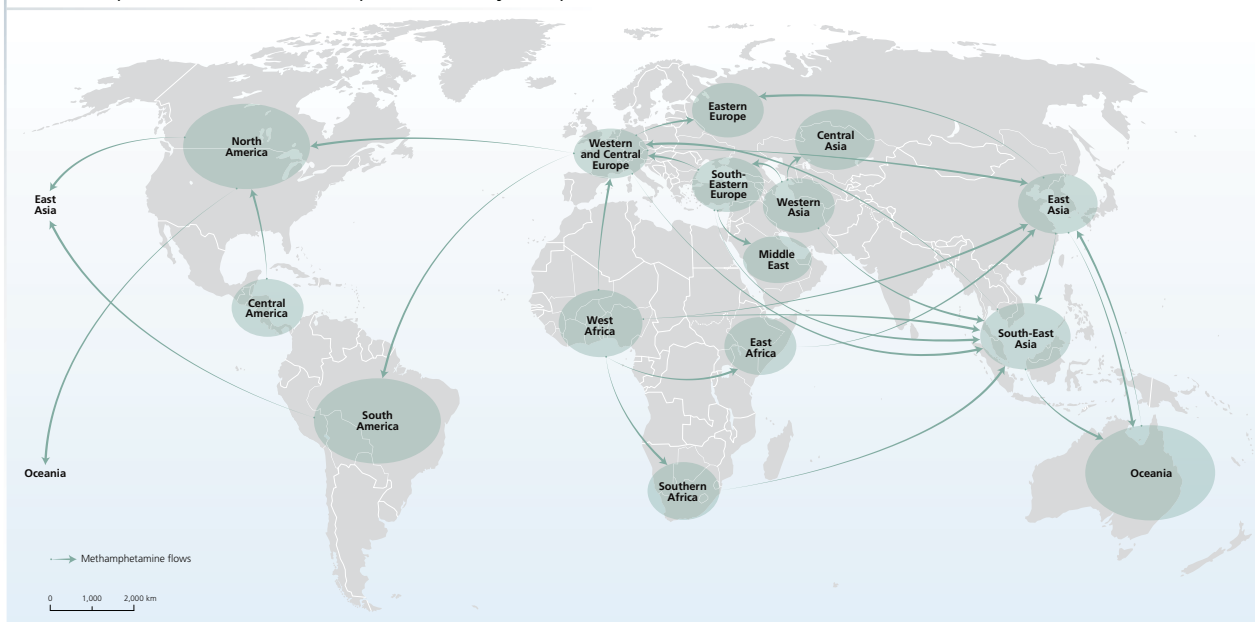 North
America
East
Asia
Oceania
Central
America
South
America
Western
and Central
Europe
Eastern
Europe
Central
Asia
South-
Eastern
Europe
Western
Asia
Middle
East
East
Asia
West
Africa
East
Africa
Southern
Africa
South-East
Asia
Oceania
Methamphetamine flows
0 1,000 2,000 km